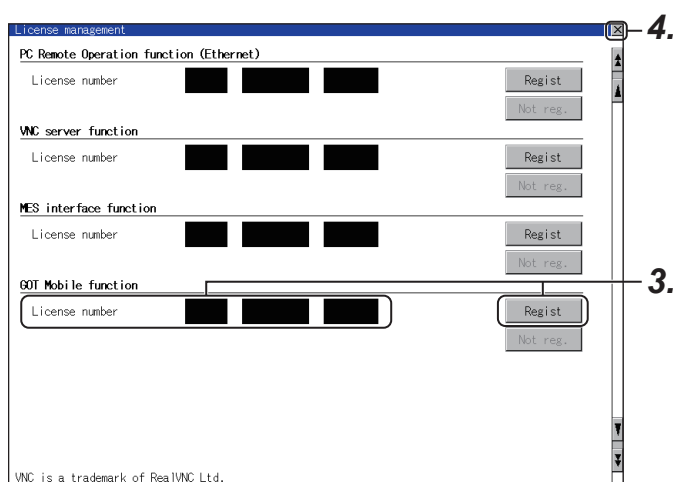 License management
4.
PC Remote Operation function (Ethernet)
License number
Regist
Not reg.
VNC server function
License number
Regist
Not reg.
MES interface function
License number
Regist
Not reg.
GOT Mobile function
3.
License number
Regist
Not reg.
VNC is a trademark of RealVNC Ltd.